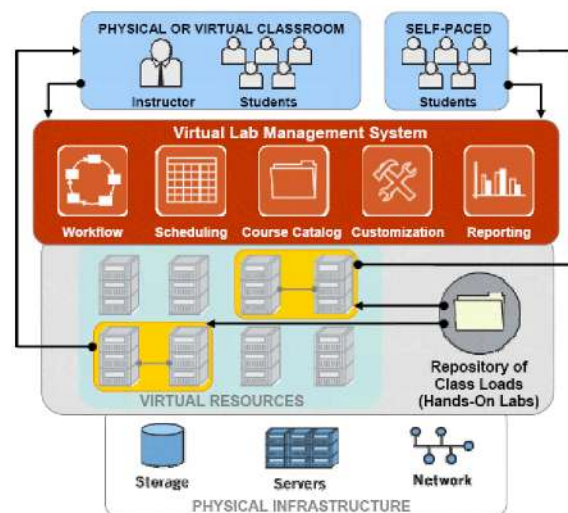 PHYSICAL OR VIRTUAL CLASSROOM
SELF-PACED
Instructor
Students
Students
Virtual Lab Management System
Workflow
Scheduling
Course Catalog
Customization
Reporting
Repository of
Class Loads
(Hands-On Labs)
VIRTUAL RESOURCES
Storage
Servers
Network
PHYSICAL INFRASTRUCTURE